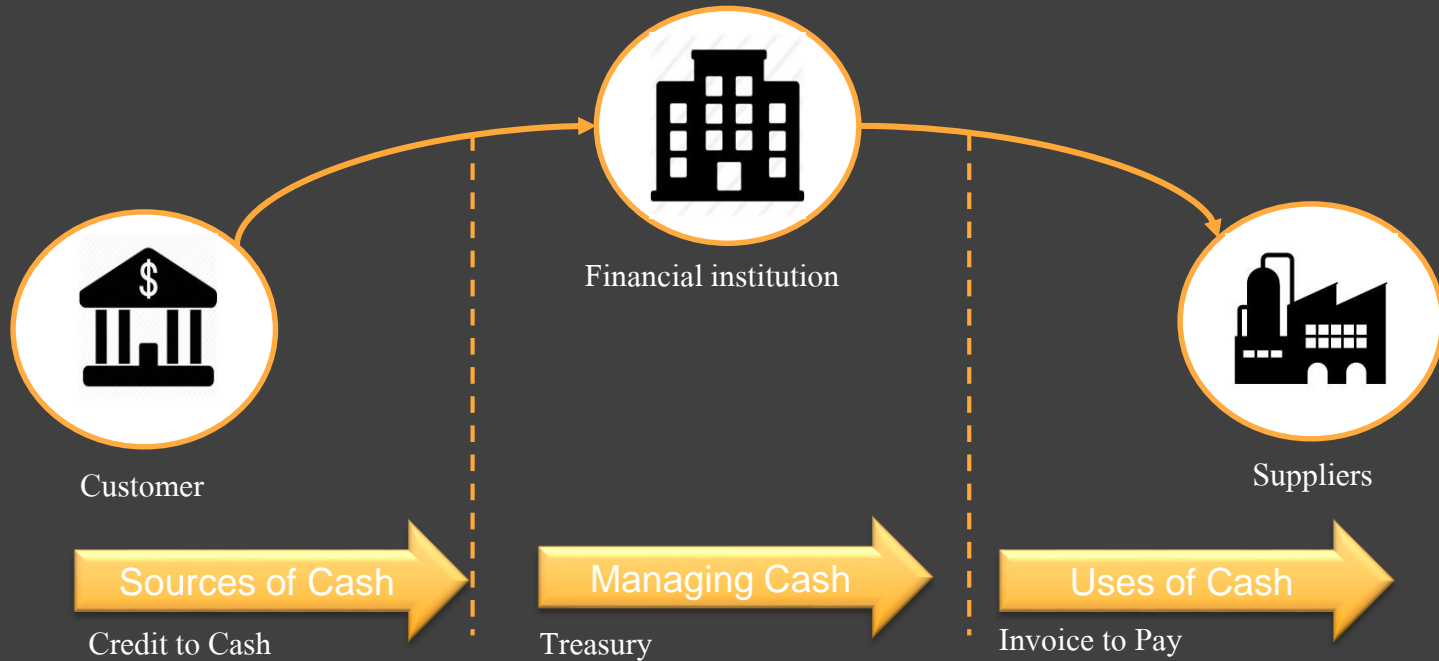 $
Financial institution
Customer
Suppliers
Sources of Cash
Managing Cash
Uses of Cash
Credit to Cash
Treasury
Invoice to Pay